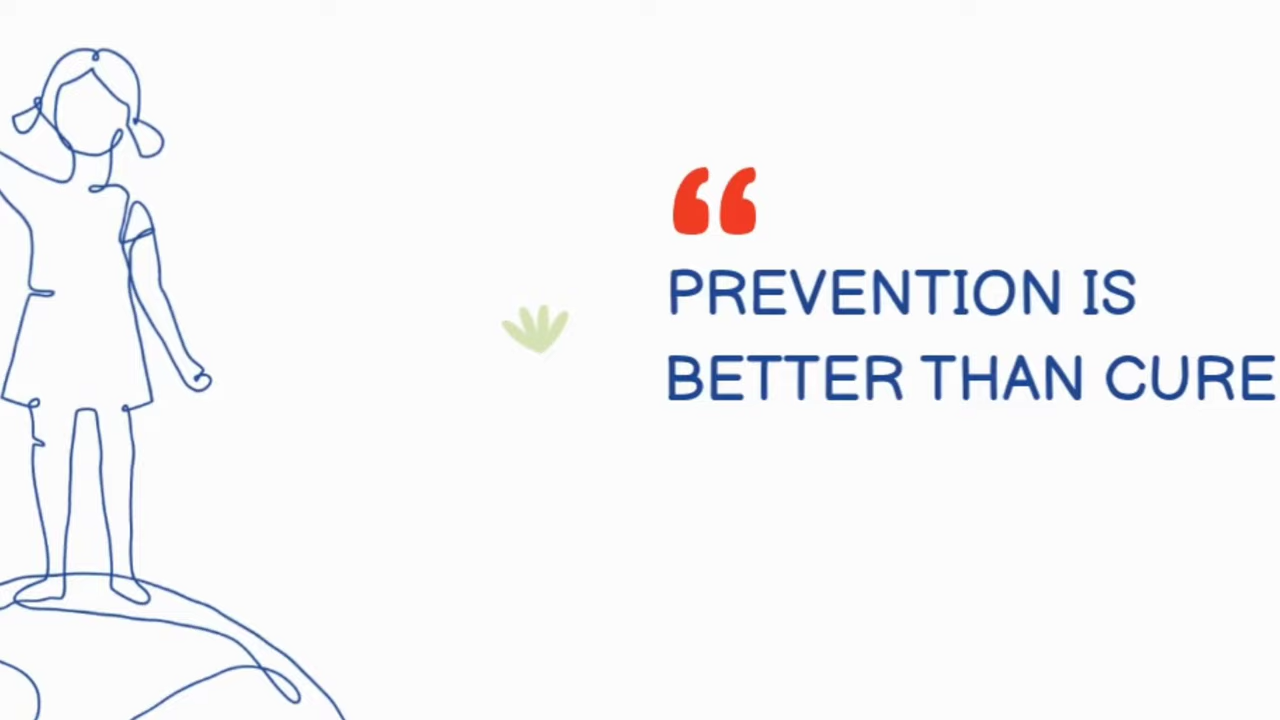 “
PREVENTION IS
BETTER THAN CURE